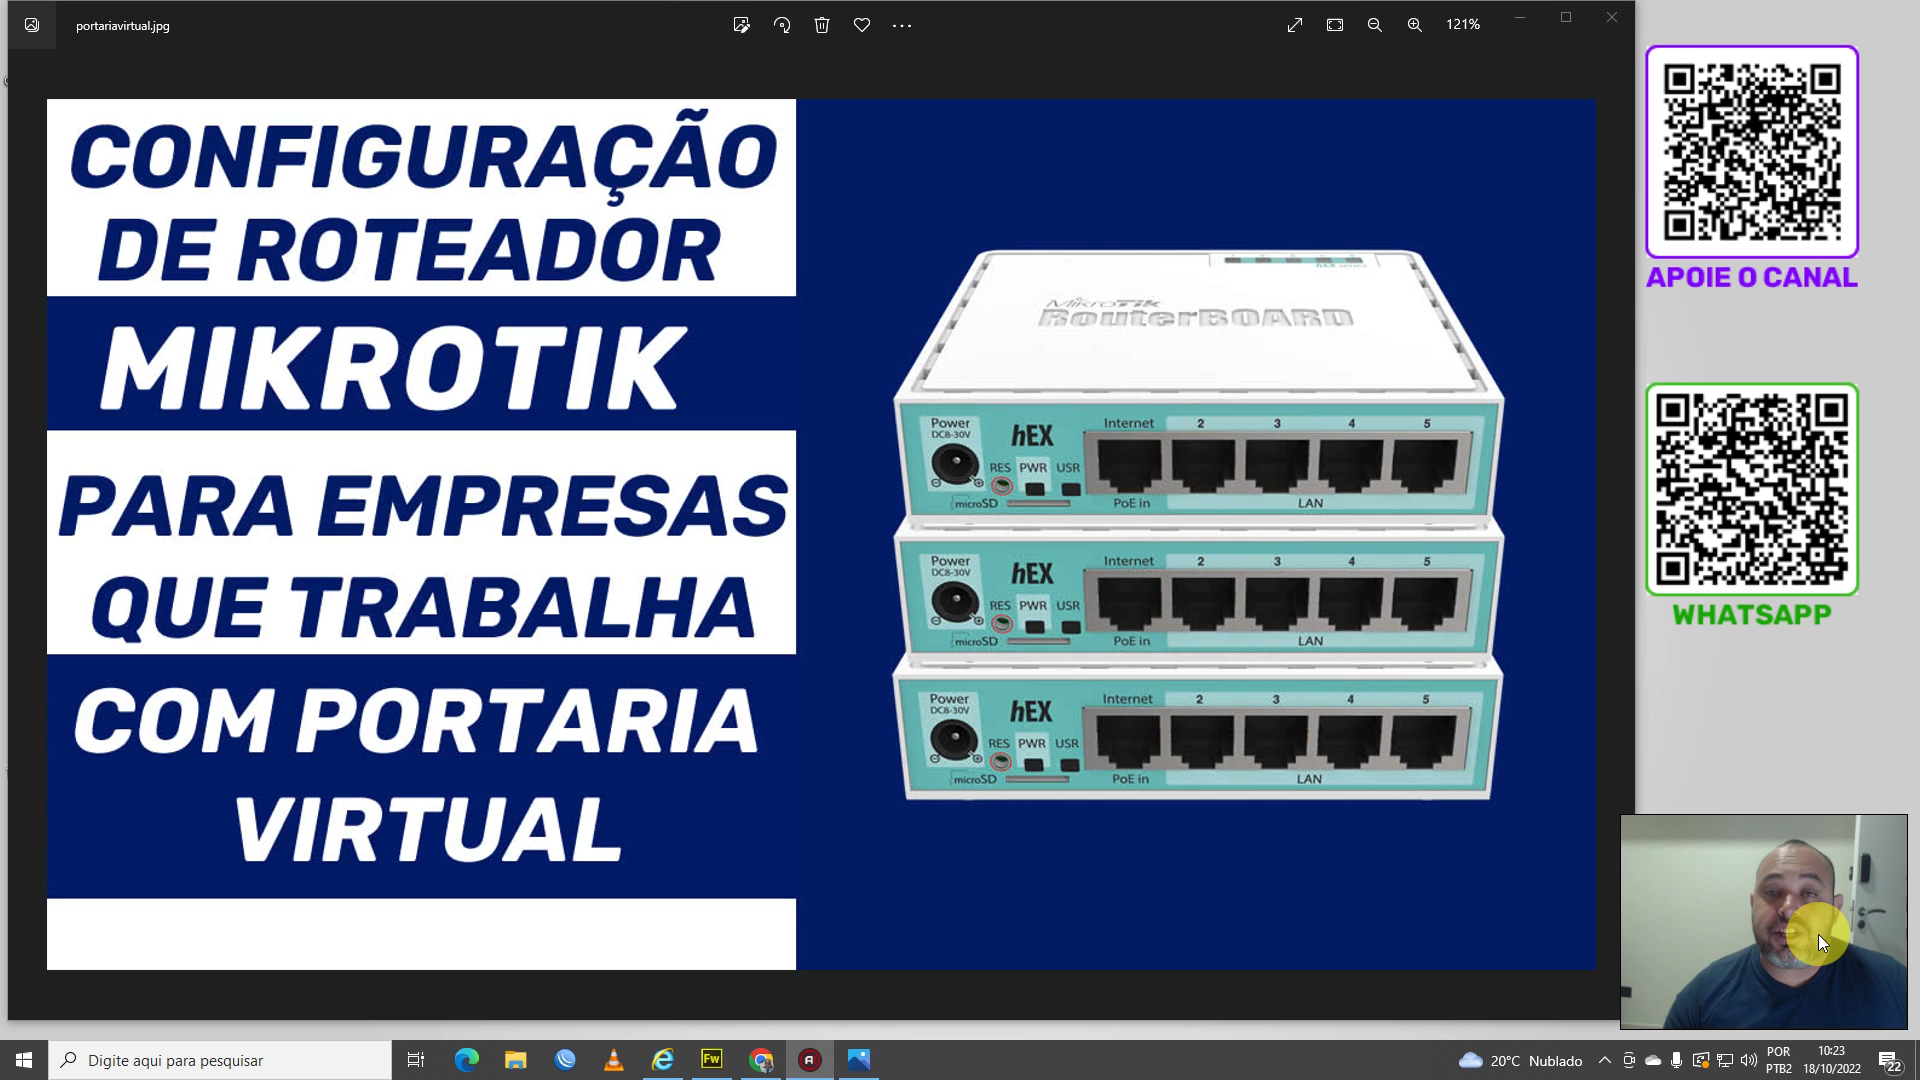 portariavirtual.jpg
121%
CONFIGURAÇÃO
DE ROTEADOR
MIKROTIK
PARA EMPRESAS
QUE TRABALHA
COM PORTARIA
VIRTUAL
MikroTik
RouterBOARD
Power
DC8-30V
hEX
Internet
2
3
4
5
RES
PWR
USR
microSD
PoE in
LAN
Power
DC8-30V
hEX
Internet
2
3
4
5
RES
PWR
USR
microSD
PoE in
LAN
Power
DC8-30V
hEX
Internet
2
3
4
5
RES
PWR
USR
microSD
PoE in
LAN
APOIE O CANAL
WHATSAPP
Digite aqui para pesquisar
Fw
20°C Nublado
POR
PTB2
10:23
18/10/2022
22